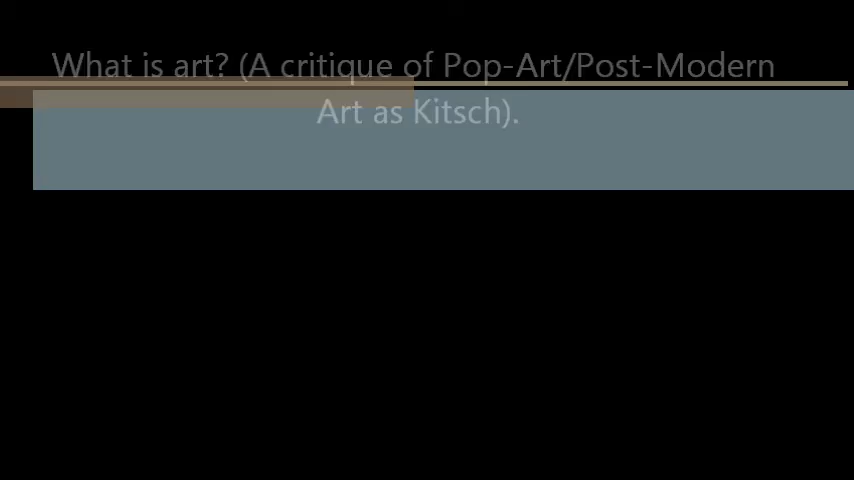 What is art? (A critique of Pop-Art/Post-Modern
Art as Kitsch).